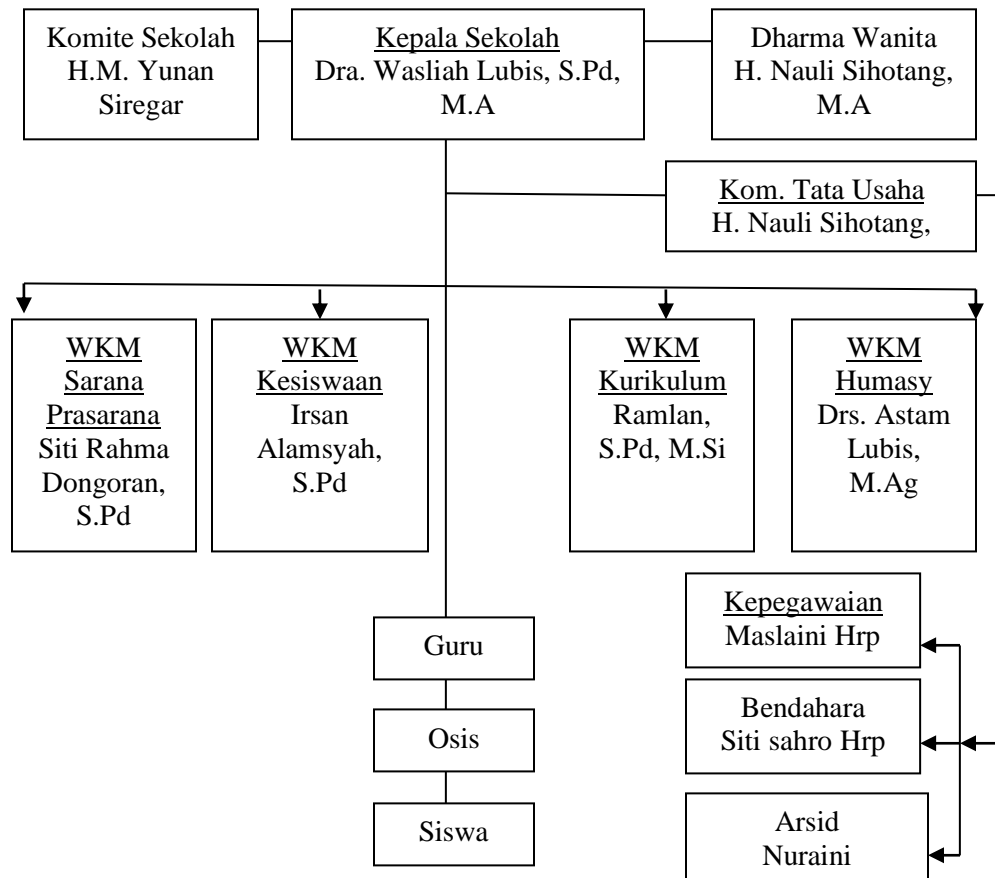 Komite Sekolah
H.M. Yunan
Siregar
Kepala Sekolah
Dra. Wasliah Lubis, S.Pd,
M.A
Dharma Wanita
H. Nauli Sihotang,
M.A
Kom. Tata Usaha
H. Nauli Sihotang,
WKM
Sarana
Prasarana
Siti Rahma
Dongoran,
S.Pd
WKM
Kesiswaan
Irsan
Alamsyah,
S.Pd
WKM
Kurikulum
Ramlan,
S.Pd, M.Si
WKM
Humasy
Drs. Astam
Lubis,
M.Ag
Kepegawaian
Maslaini Hrp
Guru
Bendahara
Siti sahro Hrp
Osis
Arsid
Nuraini
Siswa